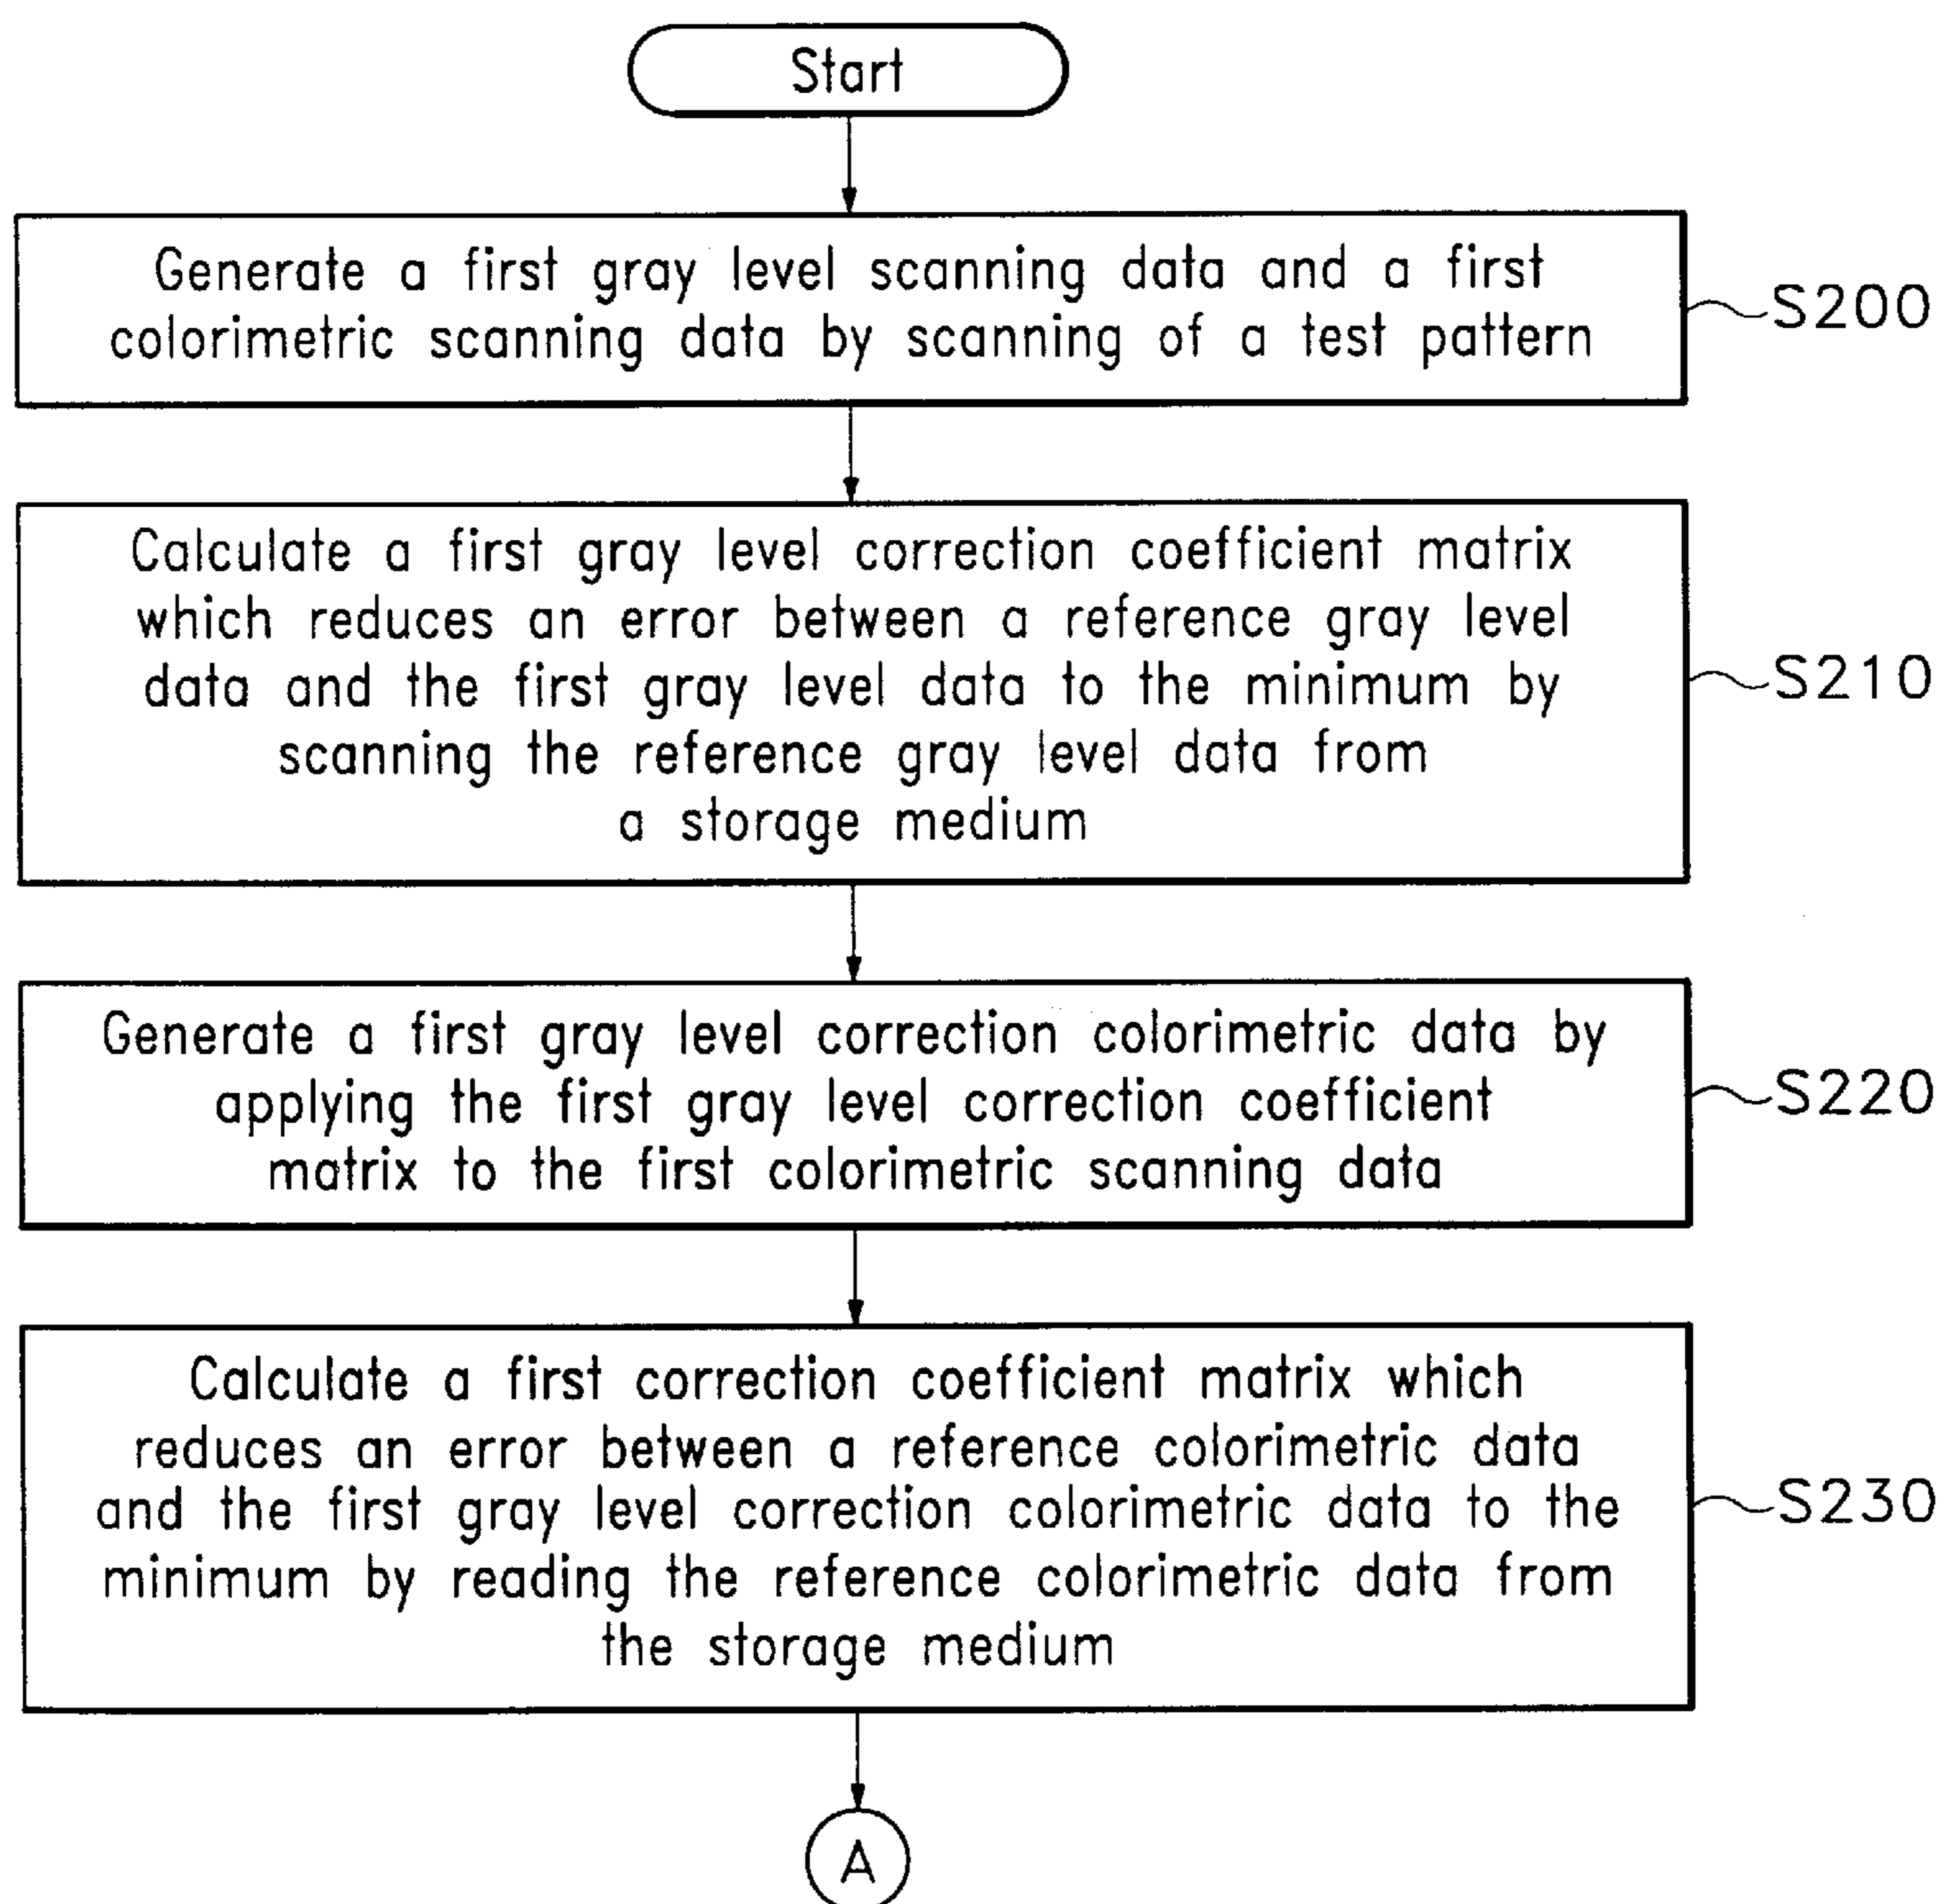 Start
Generate a first gray level scanning data and a first
colorimetric scanning data by scanning of a test pattern
S200
Calculate a first gray level correction coefficient matrix
which reduces an error between a reference gray level
data and the first gray level data to the minimum by
scanning the reference gray level data from
a storage medium
S210
Generate a first gray level correction colorimetric data by
applying the first gray level correction coefficient
matrix to the first colorimetric scanning data
S220
Calculate a first correction coefficient matrix which
reduces an error between a reference colorimetric data
and the first gray level correction colorimetric data to the
minimum by reading the reference colorimetric data from
the storage medium
S230
A